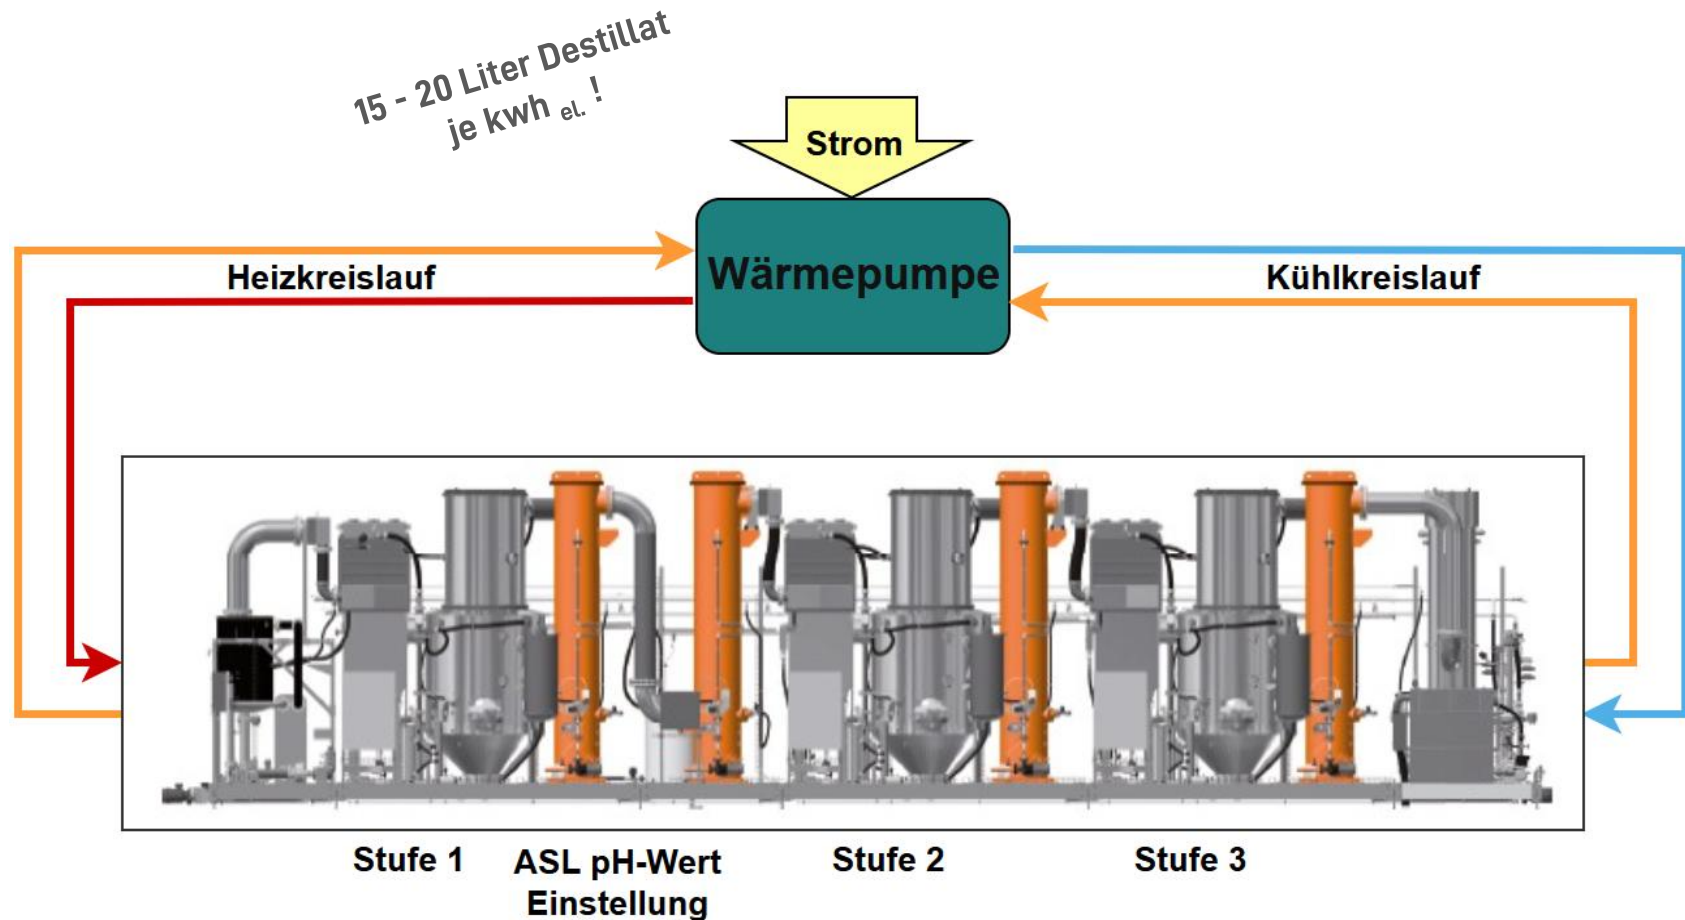 15 - 20 Liter Destillat
je kwh el. !
Strom
Wärmepumpe
Heizkreislauf
Kühlkreislauf
Stufe 1
ASL pH-Wert
Einstellung
Stufe 2
Stufe 3